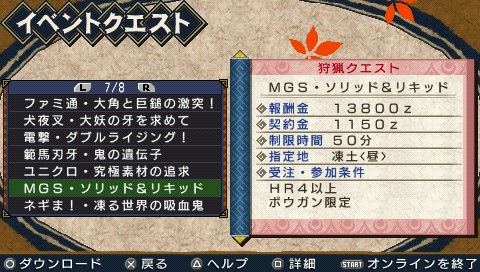 イベントクエスト
L 7/8 R
ファミ通・大角と巨鎚の激突！
犬夜叉・大妖の牙を求めて
電撃・ダブルライジング！
範馬刃牙・鬼の遺伝子
ユニクロ・究極素材の追求
MGS・ソリッド&リキッド
ネギま！・凍る世界の吸血鬼
狩猟クエスト
MGS・ソリッド&リキッド
報酬金
13800z
契約金
1150z
制限時間 50分
指定地 凍土<昼>
受注・参加条件
HR4以上
ボウガン限定
○ダウンロード ×戻る △ヘルプ □詳細 START オンラインを終了